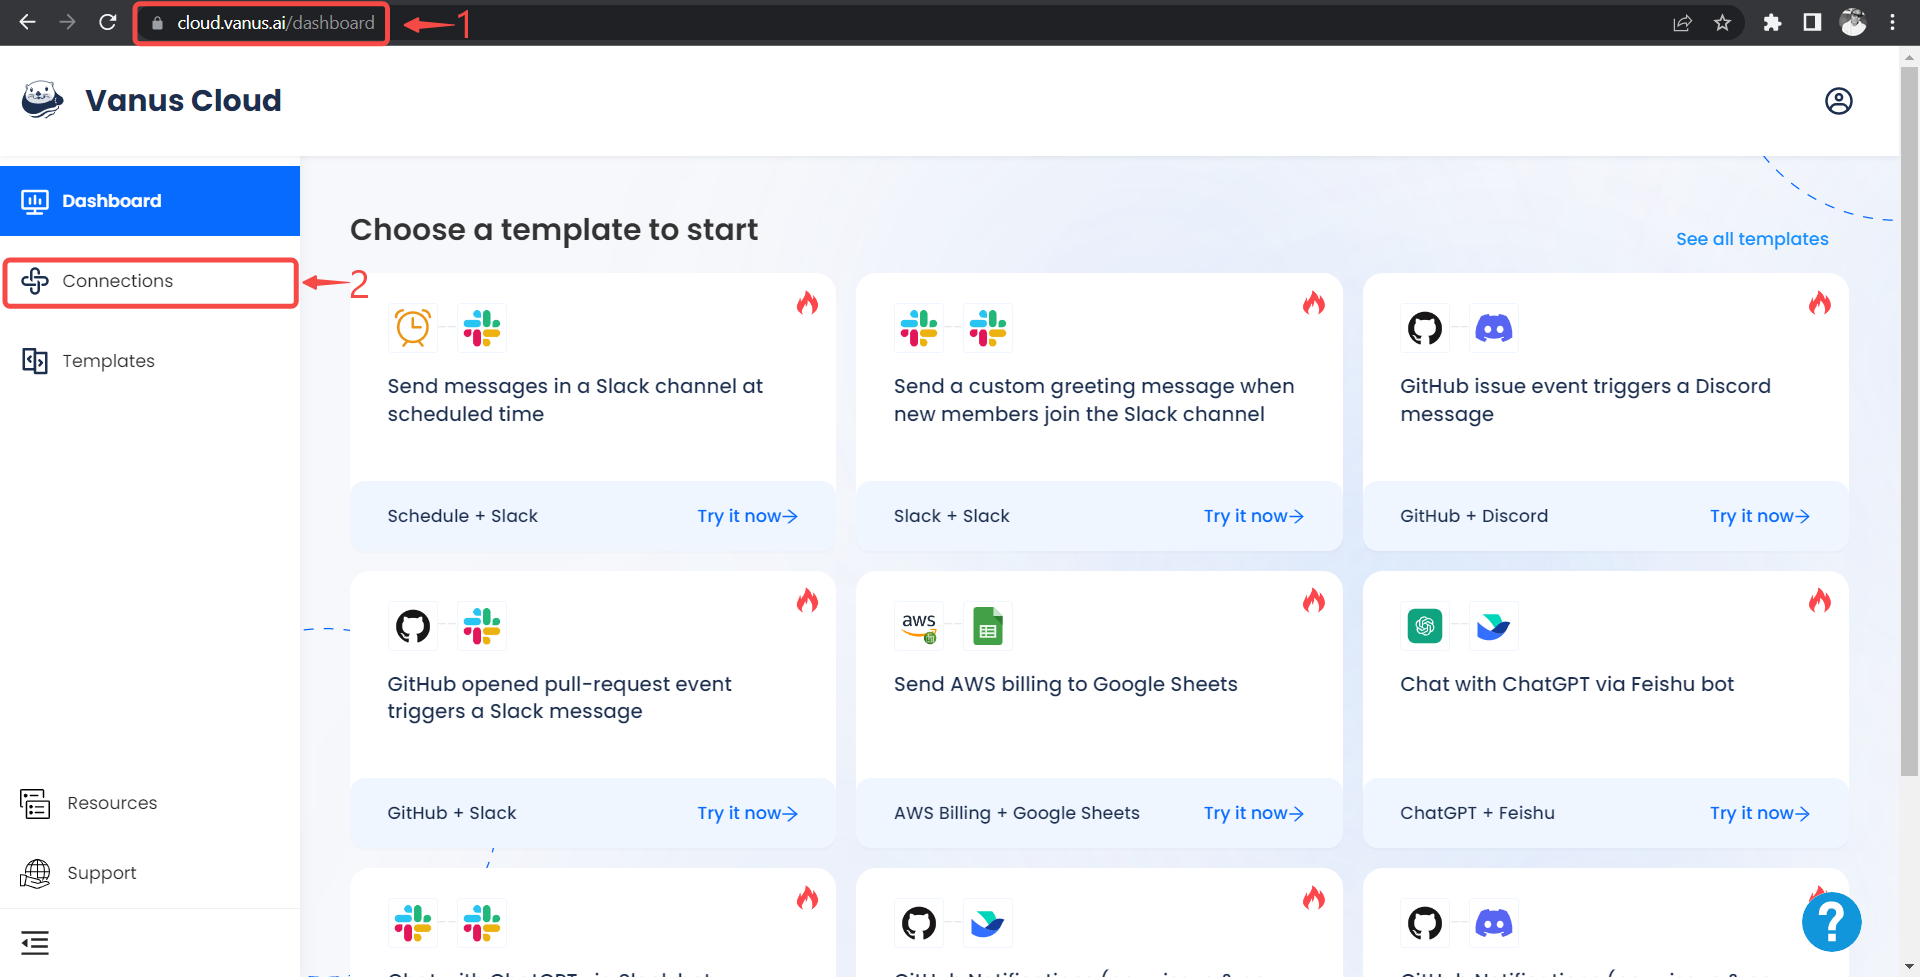 cloud.vanus.ai/dashboard
1
Vanus Cloud
Dashboard
Connections
2
Templates
Resources
Support
Choose a template to start
See all templates
Send messages in a Slack channel at
scheduled time
Schedule + Slack
Try it now→
Send a custom greeting message when
new members join the Slack channel
Slack + Slack
Try it now→
GitHub issue event triggers a Discord
message
GitHub + Discord
Try it now→
GitHub opened pull-request event
triggers a Slack message
GitHub + Slack
Try it now→
aws
Send AWS billing to Google Sheets
AWS Billing + Google Sheets
Try it now→
Chat with ChatGPT via Feishu bot
ChatGPT + Feishu
Try it now→
?